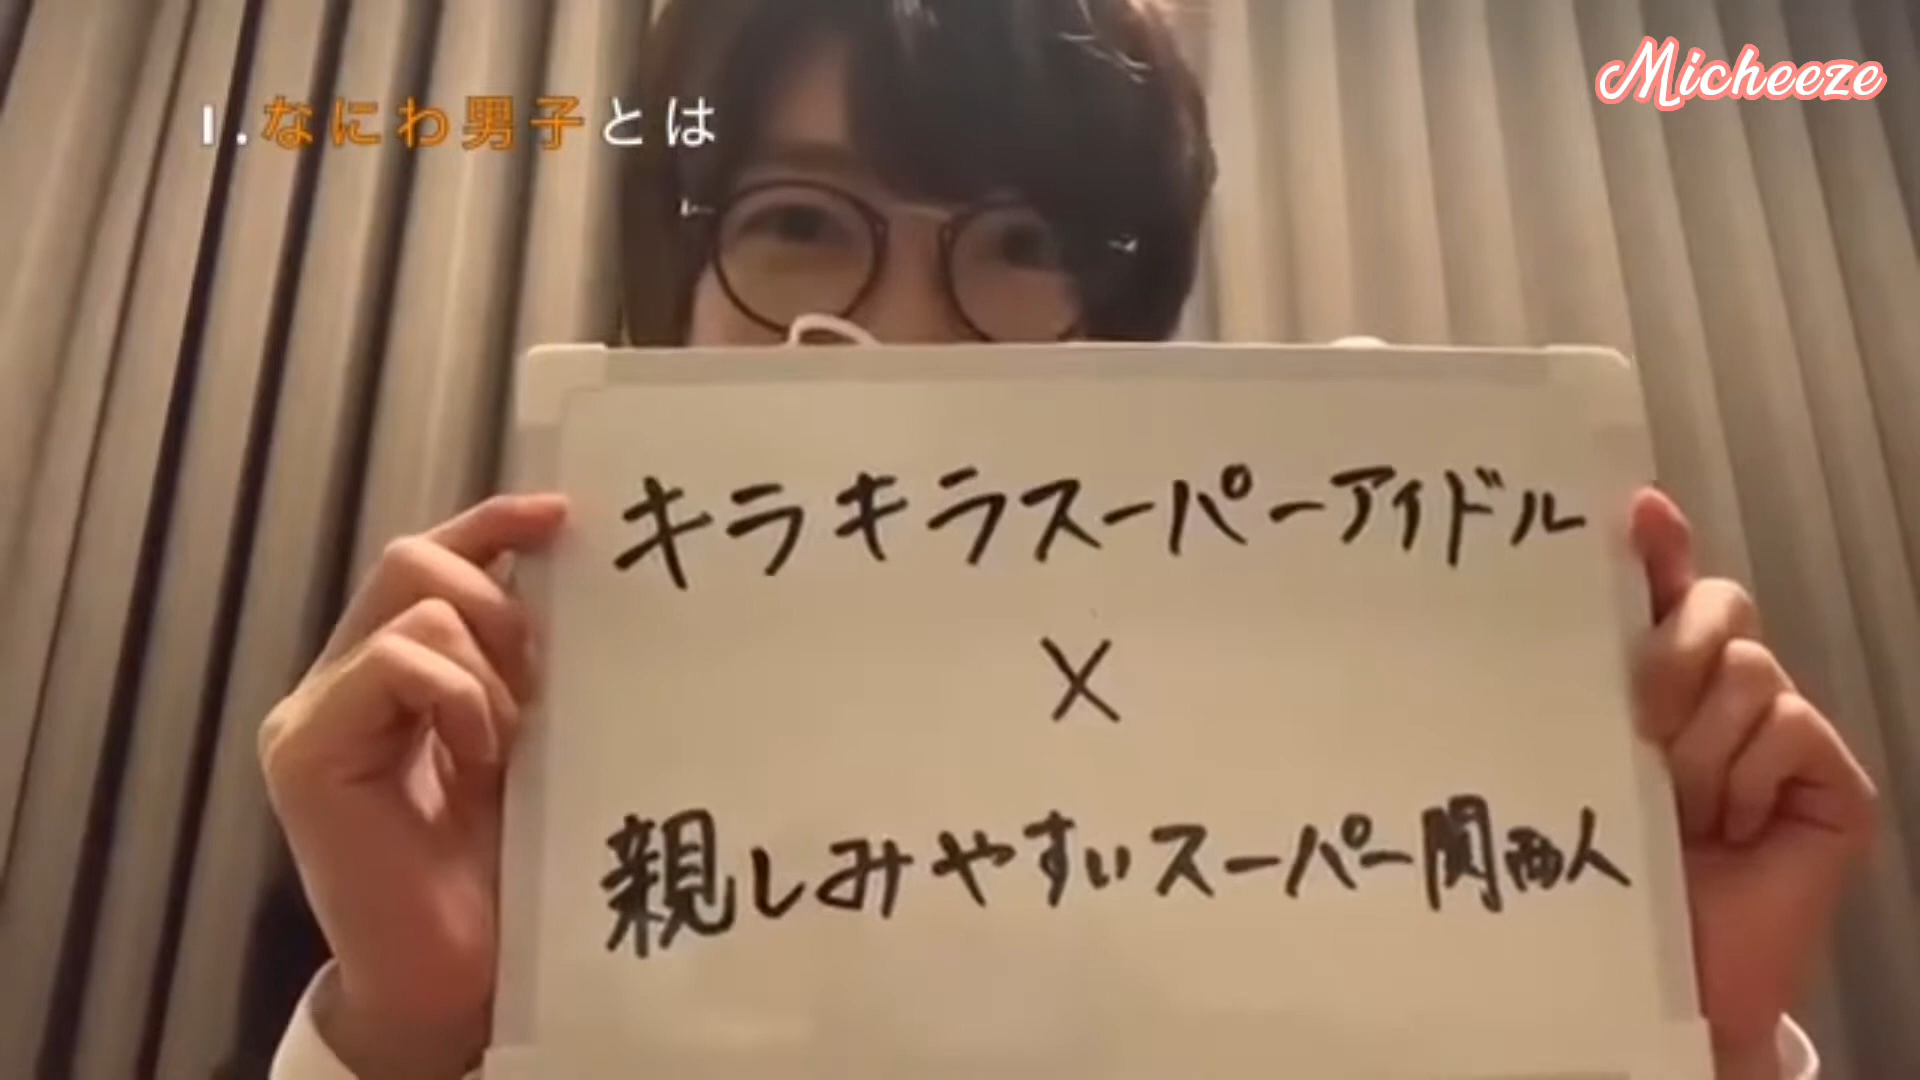 1.なにわ男子とは
Micheeze
キラキラスーパーアイドル
×
親しみやすいスーパー関西人